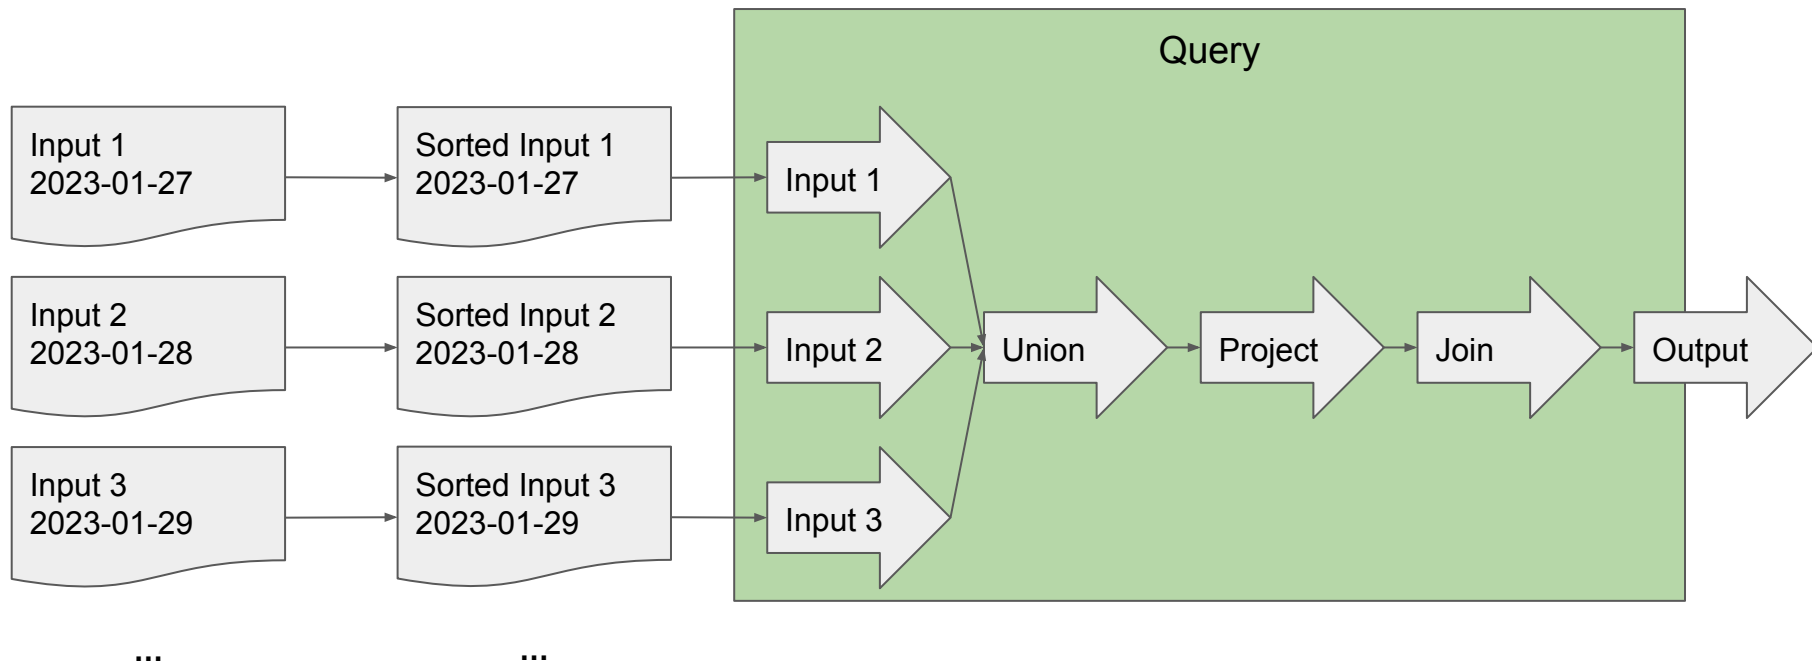 Query
Input 1
2023-01-27
Sorted Input 1
2023-01-27
Input 1
Input 2
2023-01-28
Sorted Input 2
2023-01-28
Input 2
Union
Project
Join
Output
Input 3
2023-01-29
Sorted Input 3
2023-01-29
Input 3
...
...